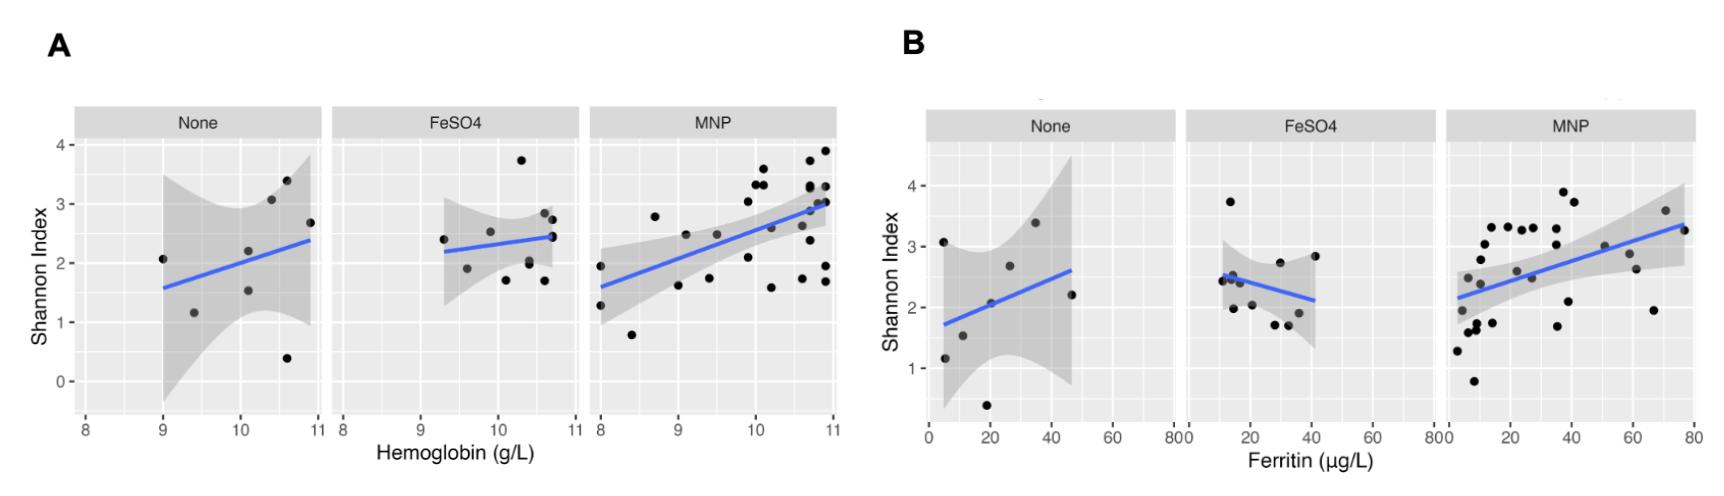 A
None FeSO4 MNP
4
3
2
1
0
Shannon Index
8 9 10 11 8 9 10 11 8 9 10 11
Hemoglobin (g/L)
B
None FeSO4 MNP
4
3
2
1
Shannon Index
0 20 40 60 80 0 20 40 60 80 0 20 40 60 80
Ferritin (µg/L)